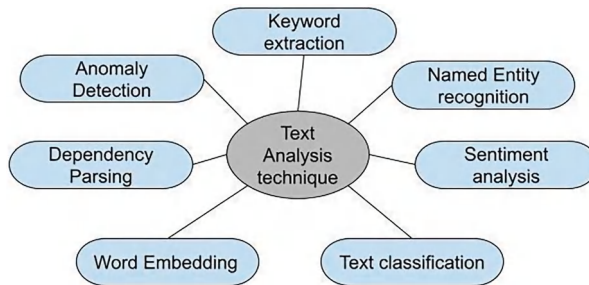 Keyword
extraction
Anomaly
Detection
Named Entity
recognition
Text
Analysis
technique
Dependency
Parsing
Sentiment
analysis
Word Embedding
Text classification